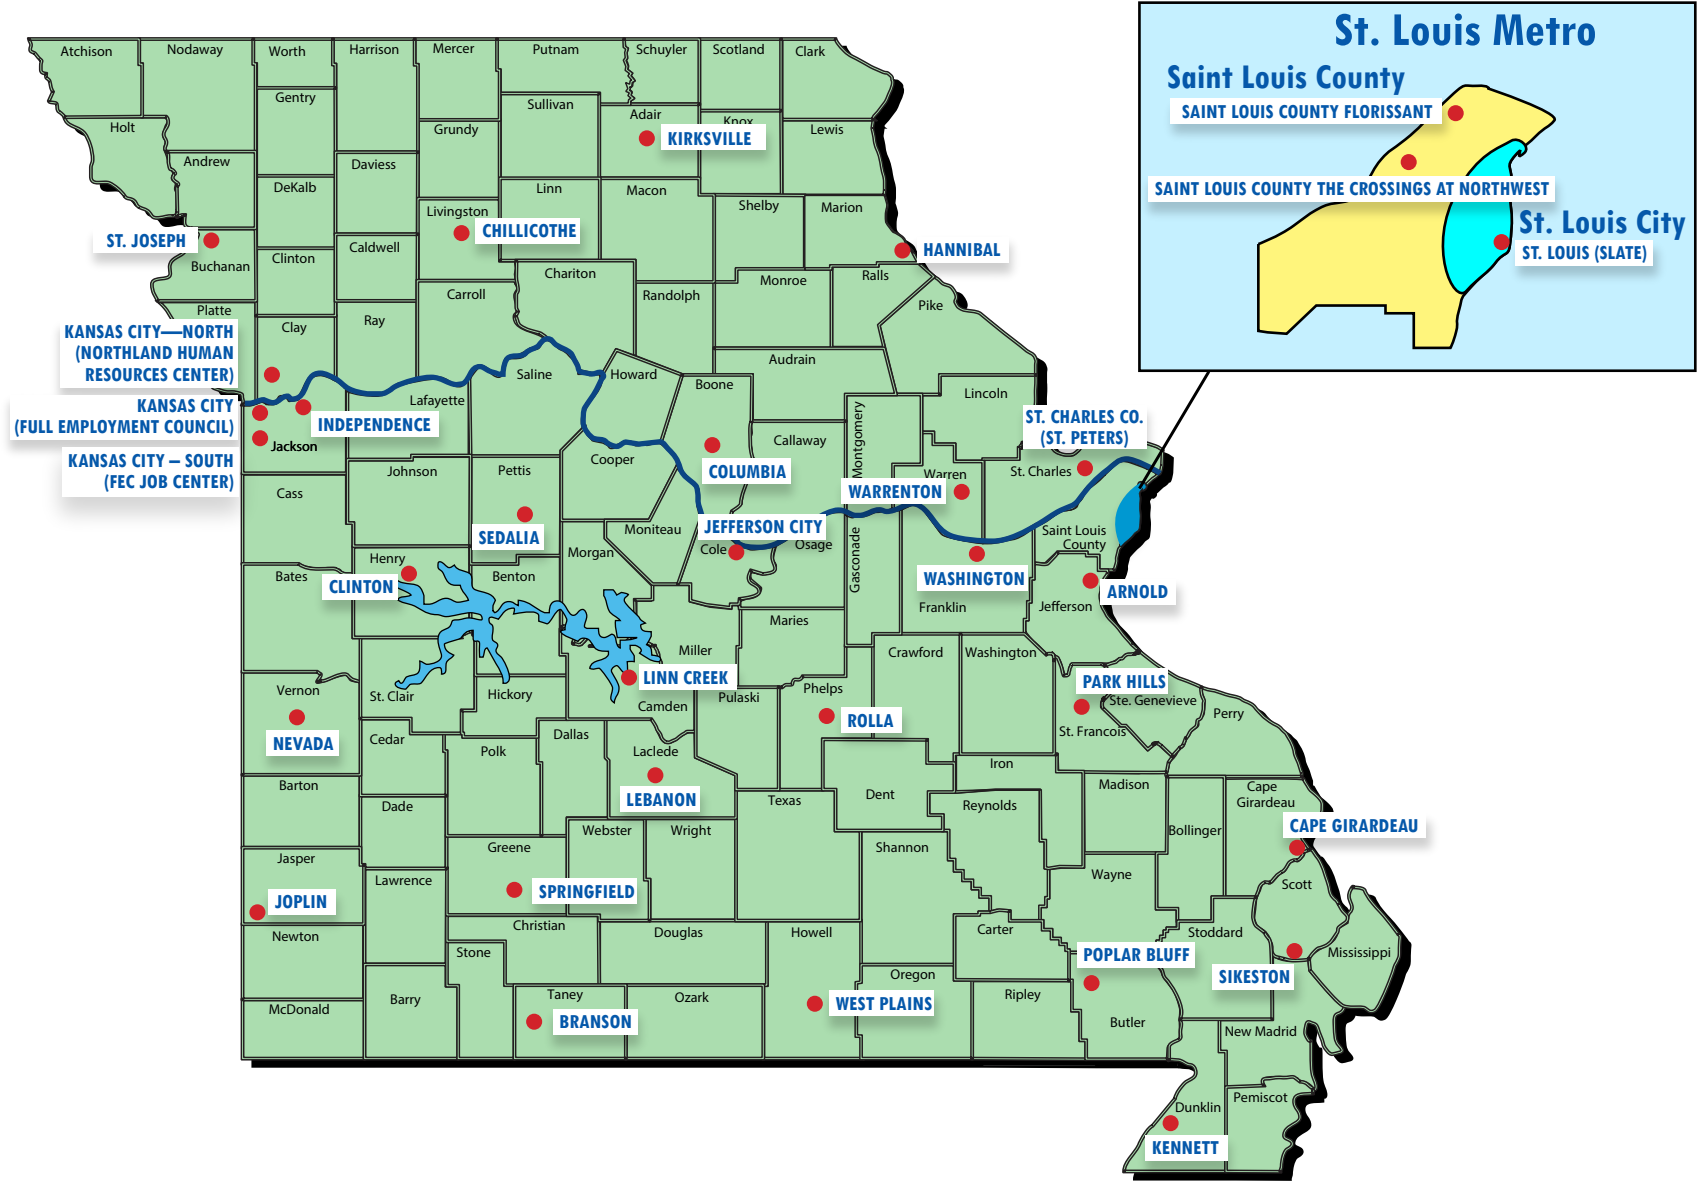 St. Louis Metro
Saint Louis County
SAINT LOUIS COUNTY FLORISSANT
SAINT LOUIS COUNTY THE CROSSINGS AT NORTHWEST
St. Louis City
ST. LOUIS (SLATE)
Atchison
Nodaway
Worth
Harrison
Mercer
Putnam
Schuyler
Scotland
Clark
Gentry
Sullivan
Adair
Knox
Holt
Grundy
Lewis
KIRKSVILLE
Andrew
Daviess
DeKalb
Linn
Macon
Livingston
Shelby
Marion
CHILLICOTHE
ST. JOSEPH
Caldwell
HANNIBAL
Clinton
Buchanan
Chariton
Monroe
Ralls
Carroll
Randolph
Pike
Platte
Clay
Ray
KANSAS CITY—NORTH
(NORTHLAND HUMAN
RESOURCES CENTER)
Audrain
Saline
Howard
Boone
Lincoln
Lafayette
KANSAS CITY
(FULL EMPLOYMENT COUNCIL)
INDEPENDENCE
Montgomery
ST. CHARLES CO.
(ST. PETERS)
Jackson
Callaway
KANSAS CITY – SOUTH
(FEC JOB CENTER)
Johnson
Pettis
Cooper
COLUMBIA
Warren
St. Charles
Cass
WARRENTON
SEDALIA
Moniteau
JEFFERSON CITY
Morgan
Cole
Osage
Gasconade
Saint Louis
County
Henry
Bates
Benton
CLINTON
WASHINGTON
ARNOLD
Franklin
Jefferson
Maries
Miller
Crawford
Washington
LINN CREEK
PARK HILLS
Vernon
St. Clair
Hickory
Camden
Pulaski
Phelps
Ste. Genevieve
Perry
ROLLA
St. Francois
NEVADA
Cedar
Polk
Dallas
Laclede
Iron
Barton
LEBANON
Texas
Dent
Madison
Cape
Girardeau
Dade
Reynolds
Webster
Wright
Bollinger
CAPE GIRARDEAU
Jasper
Greene
Shannon
Lawrence
Wayne
Scott
JOPLIN
SPRINGFIELD
Newton
Christian
Douglas
Howell
Carter
Stoddard
Stone
Mississippi
POPLAR BLUFF
SIKESTON
Oregon
McDonald
Barry
Taney
Ozark
Ripley
WEST PLAINS
BRANSON
Butler
New Madrid
Dunklin
Pemiscot
KENNETT